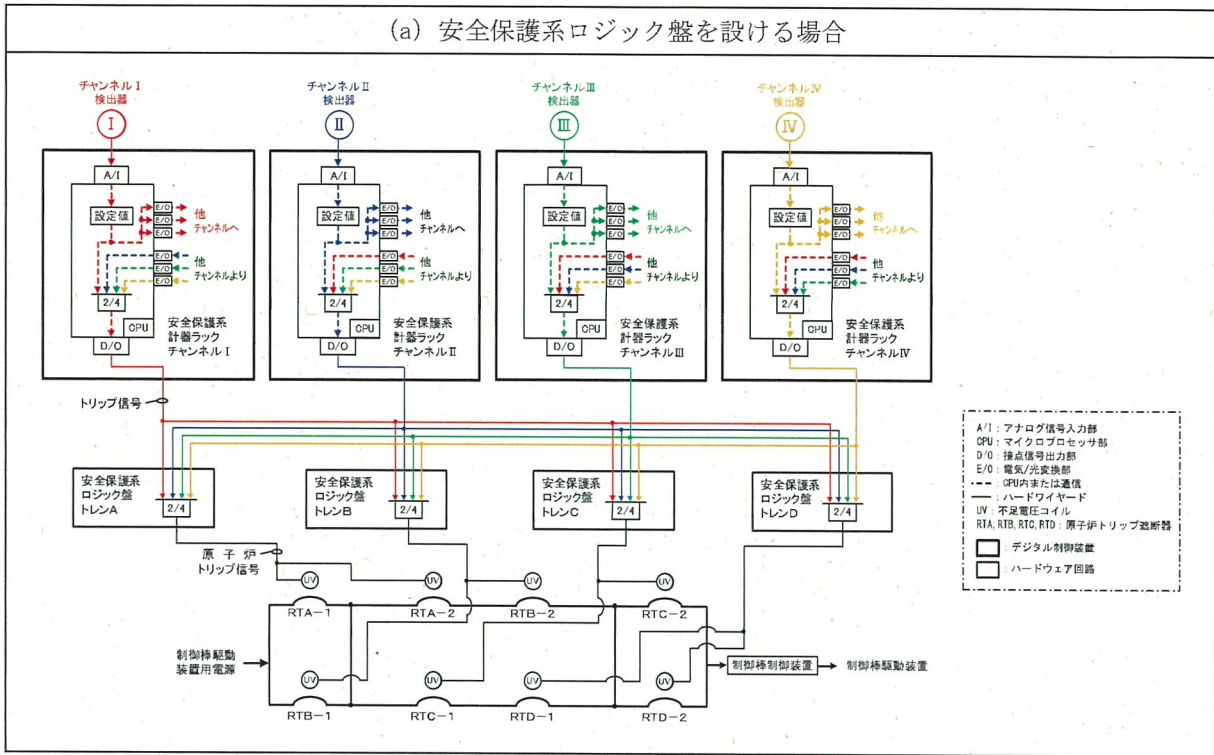 (a) 安全保護系ロジック盤を設ける場合
チャンネルⅠ
検出器
Ⅰ
A/I
設定値
E/O
E/O
E/O
他
チャンネルへ
E/O
E/O
E/O
他
チャンネルより
2/4
CPU
D/O
安全保護系
計器ラック
チャンネルⅠ
チャンネルⅡ
検出器
Ⅱ
A/I
設定値
E/O
E/O
E/O
他
チャンネルへ
E/O
E/O
E/O
他
チャンネルより
2/4
CPU
D/O
安全保護系
計器ラック
チャンネルⅡ
チャンネルⅢ
検出器
Ⅲ
A/I
設定値
E/O
E/O
E/O
他
チャンネルへ
E/O
E/O
E/O
他
チャンネルより
2/4
CPU
D/O
安全保護系
計器ラック
チャンネルⅢ
チャンネルⅣ
検出器
Ⅳ
A/I
設定値
E/O
E/O
E/O
他
チャンネルへ
E/O
E/O
E/O
他
チャンネルより
2/4
CPU
D/O
安全保護系
計器ラック
チャンネルⅣ
トリップ信号
安全保護系
ロジック盤
トレンA
2/4
安全保護系
ロジック盤
トレンB
2/4
安全保護系
ロジック盤
トレンC
2/4
安全保護系
ロジック盤
トレンD
2/4
原子炉
トリップ信号
UV
UV
UV
UV
RTA-1
RTA-2
RTB-2
RTC-2
制御棒駆動
装置用電源
制御棒制御装置
制御棒駆動装置
UV
UV
UV
UV
RTB-1
RTC-1
RTD-1
RTD-2
A/I : アナログ信号入力部
CPU : マイクロプロセッサ部
D/O : 接点信号出力部
E/O : 電気/光変換部
: CPU内または通信
: ハードワイヤード
UV : 不足電圧コイル
RTA, RTB, RTC, RTD : 原子炉トリップ遮断器
: デジタル制御装置
: ハードウェア回路